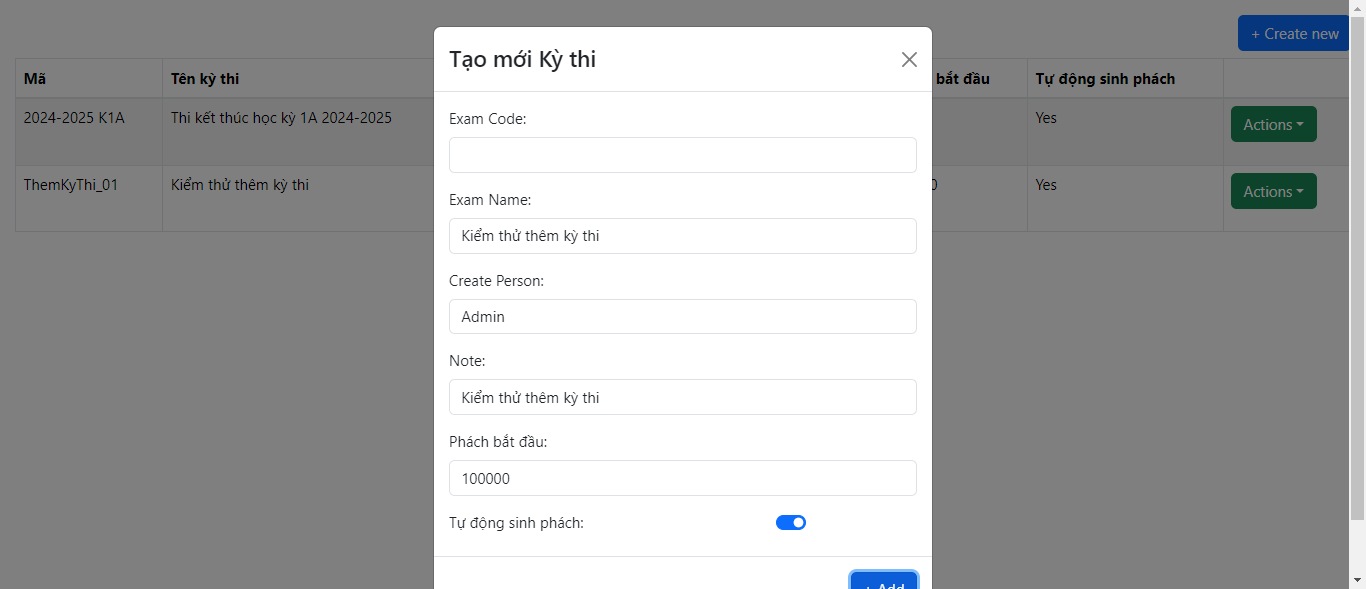 + Create new
Mã Tên kỳ thi bắt đầu Tự động sinh phách
2024-2025 K1A Thi kết thúc học kỳ 1A 2024-2025 Yes Actions
ThemKyThi_01 Kiểm thử thêm kỳ thi 0 Yes Actions
Tạo mới Kỳ thi
Exam Code:
Exam Name:
Kiểm thử thêm kỳ thi
Create Person:
Admin
Note:
Kiểm thử thêm kỳ thi
Phách bắt đầu:
100000
Tự động sinh phách:
+ Add